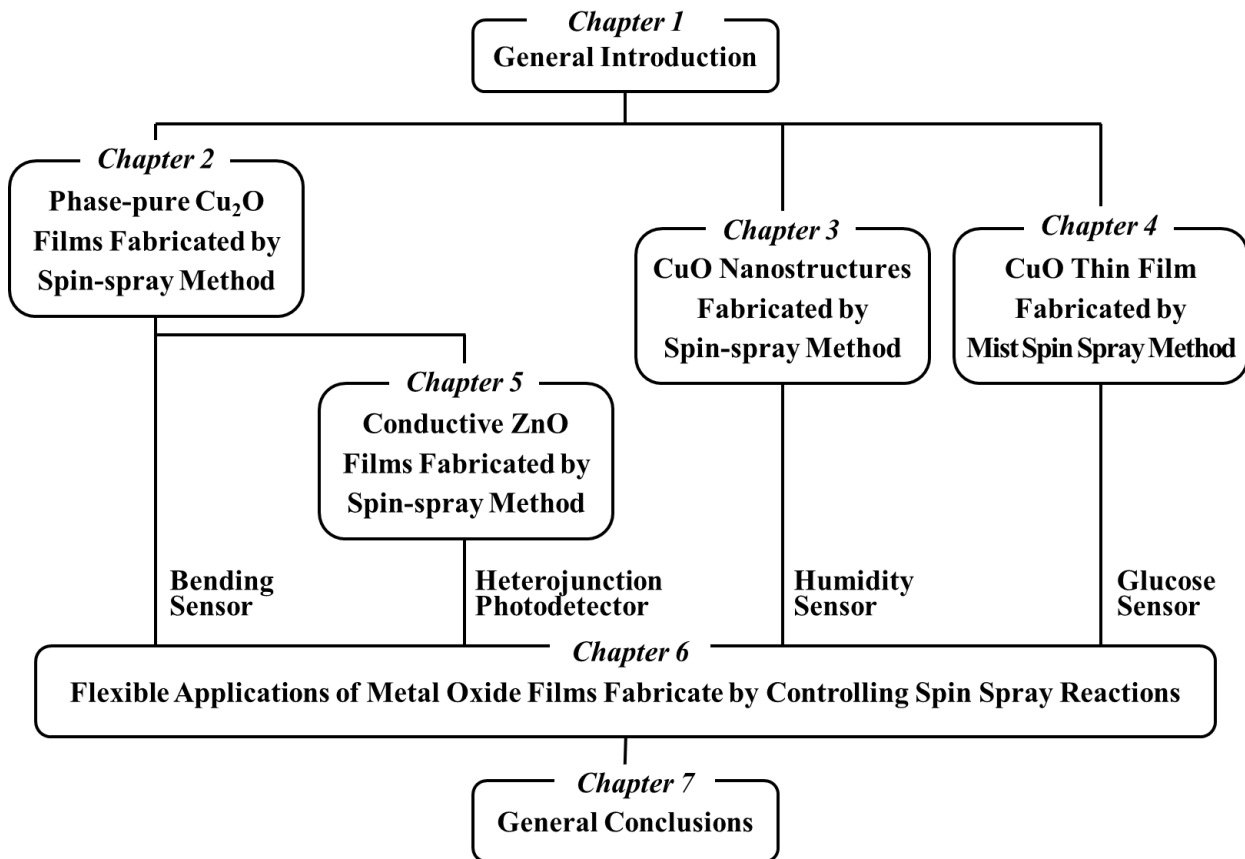 Chapter 1
General Introduction
Chapter 2
Phase-pure Cu₂O
Films Fabricated by
Spin-spray Method
Chapter 3
CuO Nanostructures
Fabricated by
Spin-spray Method
Chapter 4
CuO Thin Film
Fabricated by
Mist Spin Spray Method
Chapter 5
Conductive ZnO
Films Fabricated by
Spin-spray Method
Bending
Sensor
Heterojunction
Photodetector
Humidity
Sensor
Glucose
Sensor
Chapter 6
Flexible Applications of Metal Oxide Films Fabricate by Controlling Spin Spray Reactions
Chapter 7
General Conclusions